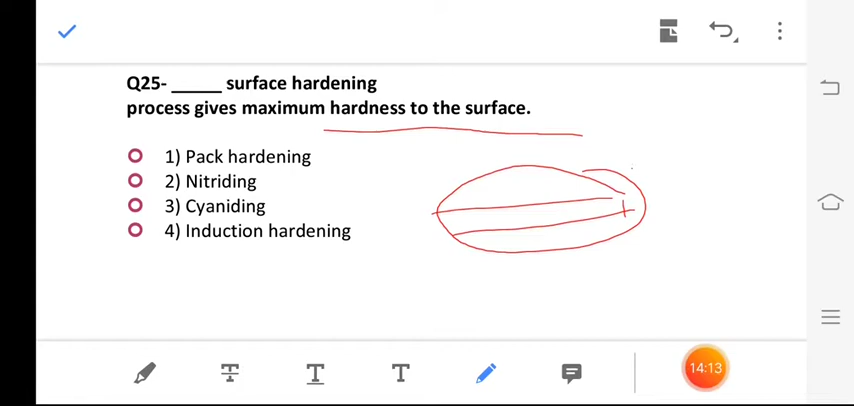 Q25- _____ surface hardening
process gives maximum hardness to the surface.
1) Pack hardening
2) Nitriding
3) Cyaniding
4) Induction hardening
T T T
14:13